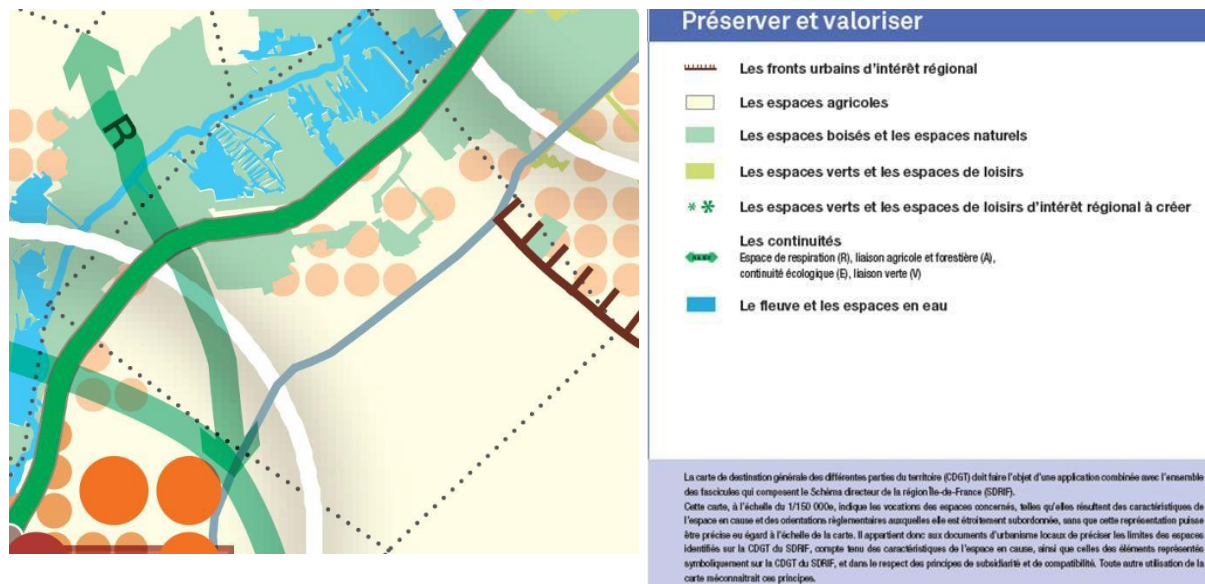 R
Préserver et valoriser
Les fronts urbains d'intérêt régional
Les espaces agricoles
Les espaces boisés et les espaces naturels
Les espaces verts et les espaces de loisirs
Les espaces verts et les espaces de loisirs d'intérêt régional à créer
Les continuités
Espace de respiration (R), liaison agricole et forestière (A),
continuité écologique (E), liaison verte (V)
Le fleuve et les espaces en eau
La carte de destination générale des différentes parties du territoire (CDGT) doit faire l'objet d'une application combinée avec l'ensemble
des fascicules qui composent le Schéma directeur de la région Île-de-France (SDRIF).
Cette carte, à l'échelle du 1/150 000e, indique les vocations des espaces concernés, telles qu'elles résultent des caractéristiques de
l'espace en cause et des orientations règlementaires auxquelles elle est étroitement subordonnée, sans que cette représentation puisse
être précise eu égard à l'échelle de la carte. Il appartient donc aux documents d'urbanisme locaux de préciser les limites des espaces
identifiés sur la CDGT du SDRIF, compte tenu des caractéristiques de l'espace en cause, ainsi que celles des éléments représentés
symboliquement sur la CDGT du SDRIF, et dans le respect des principes de subsidiarité et de compatibilité. Toute autre utilisation de la
carte méconnaîtrait ces principes.